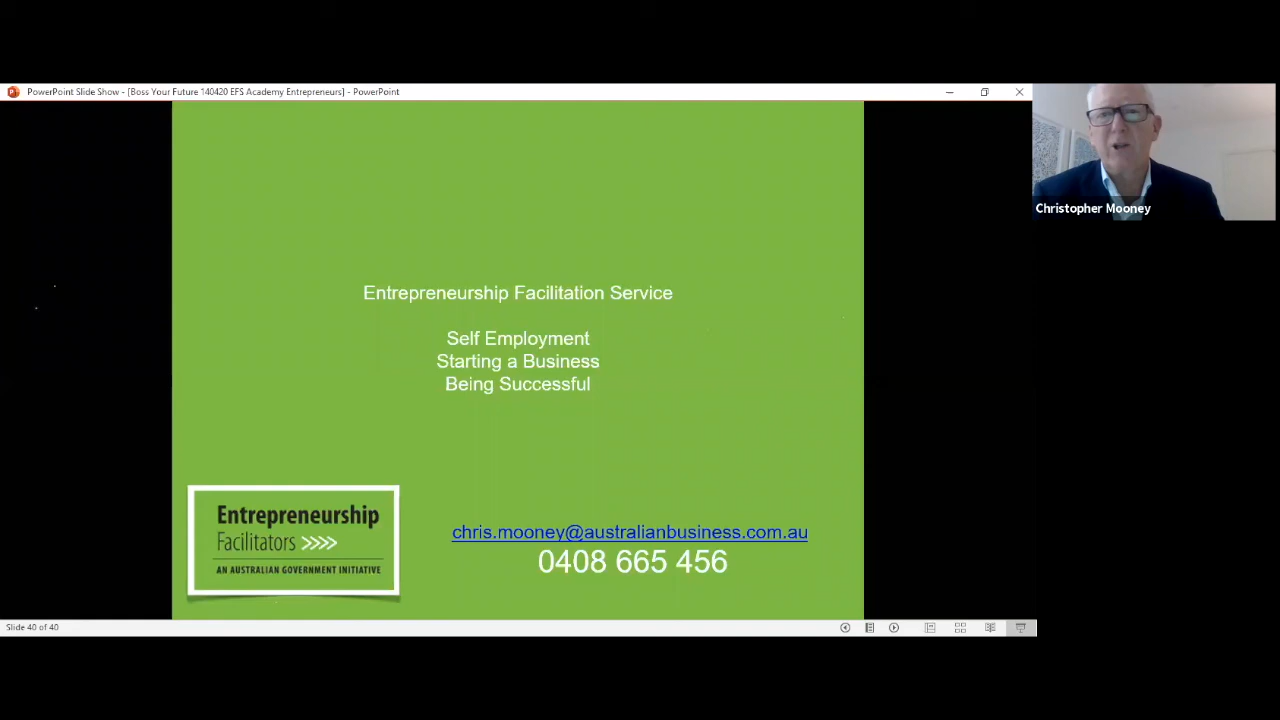 PowerPoint Slide Show - [Boss Your Future 140420 EFS Academy Entrepreneurs] - PowerPoint
Christopher Mooney
Entrepreneurship Facilitation Service
Self Employment
Starting a Business
Being Successful
Entrepreneurship
Facilitators
AN AUSTRALIAN GOVERNMENT INITIATIVE
chris.mooney@australianbusiness.com.au
0408 665 456
Slide 40 of 40